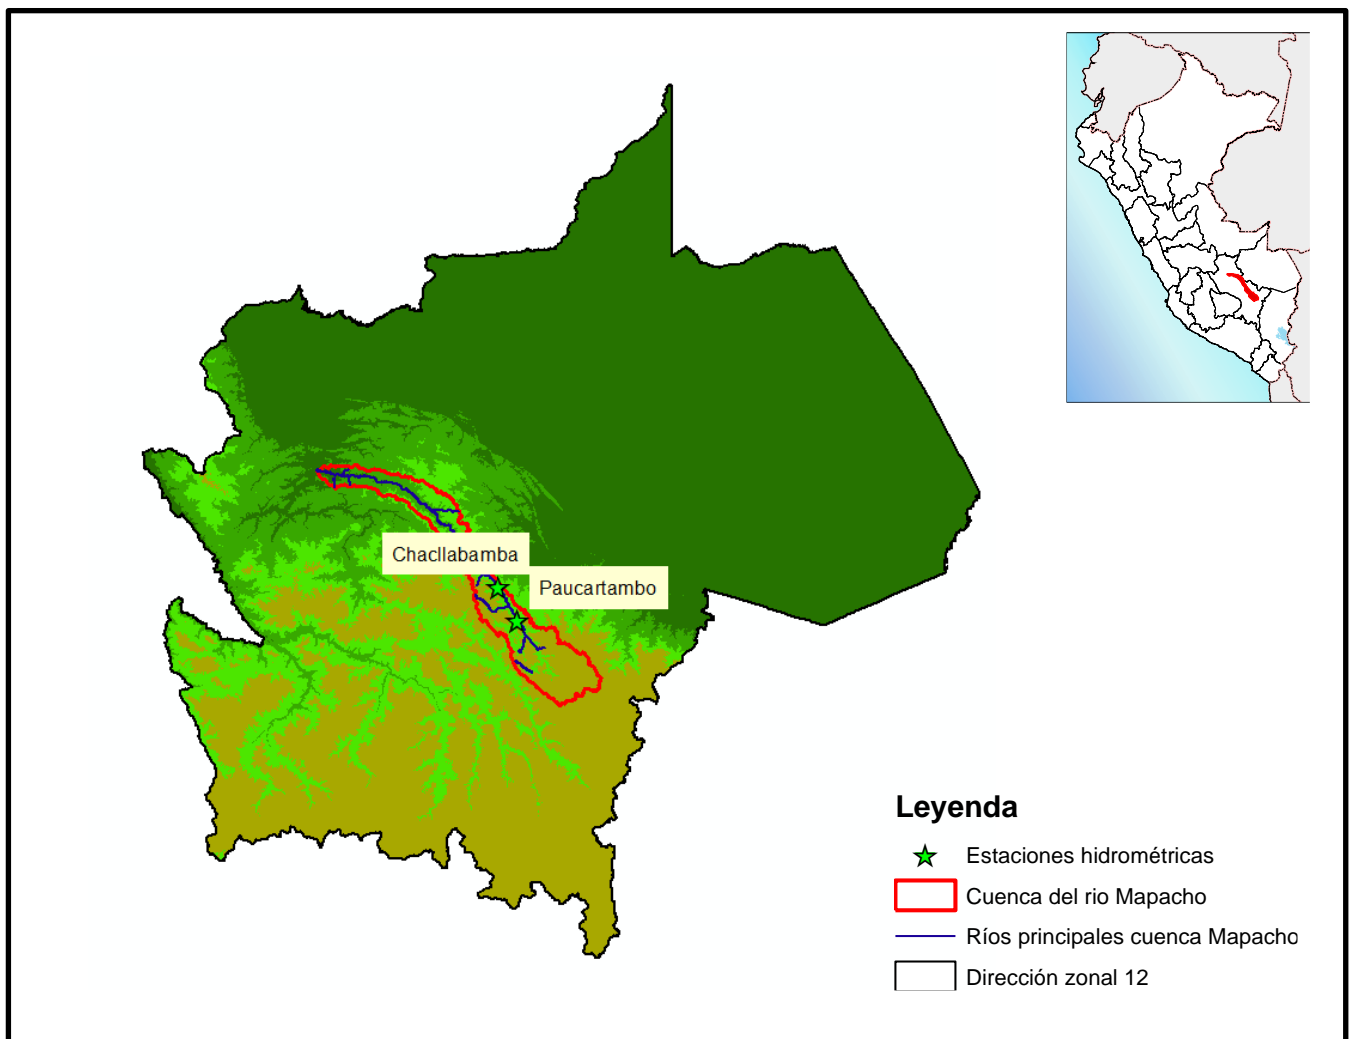 Chacllabamba
Paucartambo
Leyenda
Estaciones hidrométricas
Cuenca del rio Mapacho
Ríos principales cuenca Mapacho
Dirección zonal 12